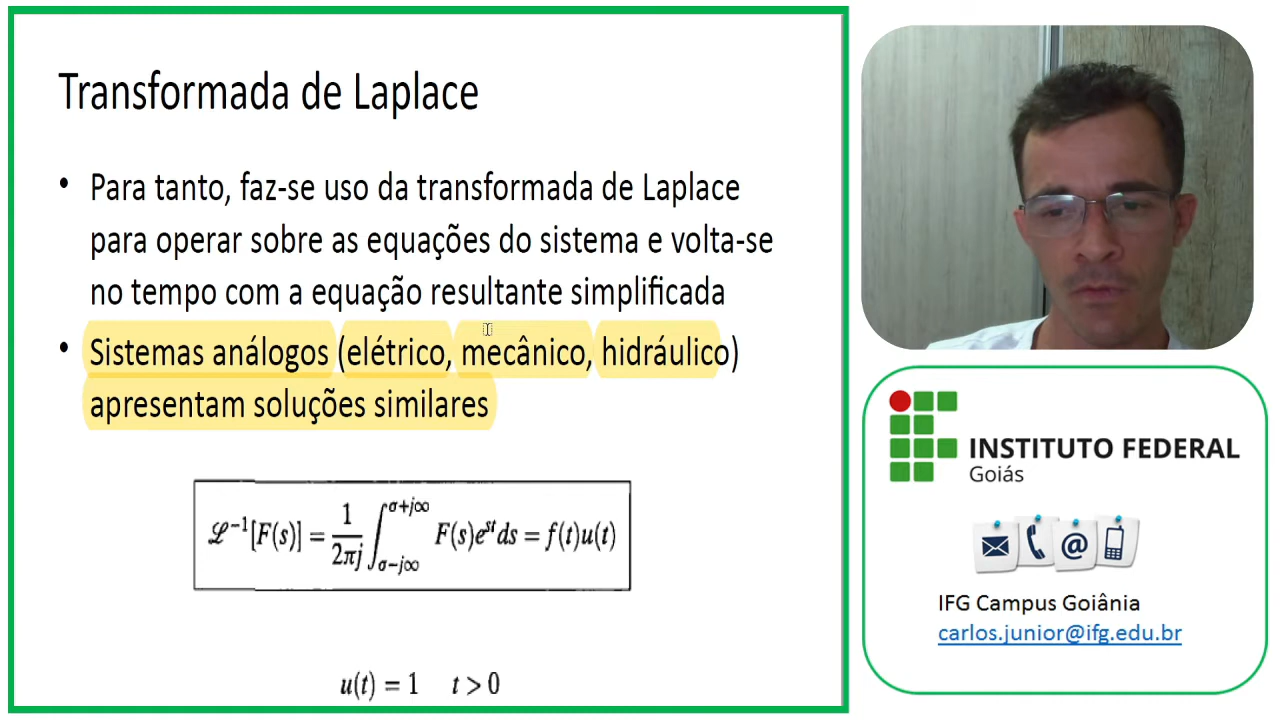 Transformada de Laplace
• Para tanto, faz-se uso da transformada de Laplace
para operar sobre as equações do sistema e volta-se
no tempo com a equação resultante simplificada
• Sistemas análogos (elétrico, mecânico, hidráulico)
apresentam soluções similares
ℒ⁻¹[F(s)] = 1/2πj ∫σ−j∞ σ+j∞ F(s)eˢᵗds = f(t)u(t)
u(t) = 1 t > 0
INSTITUTO FEDERAL
Goiás
@
IFG Campus Goiânia
carlos.junior@ifg.edu.br